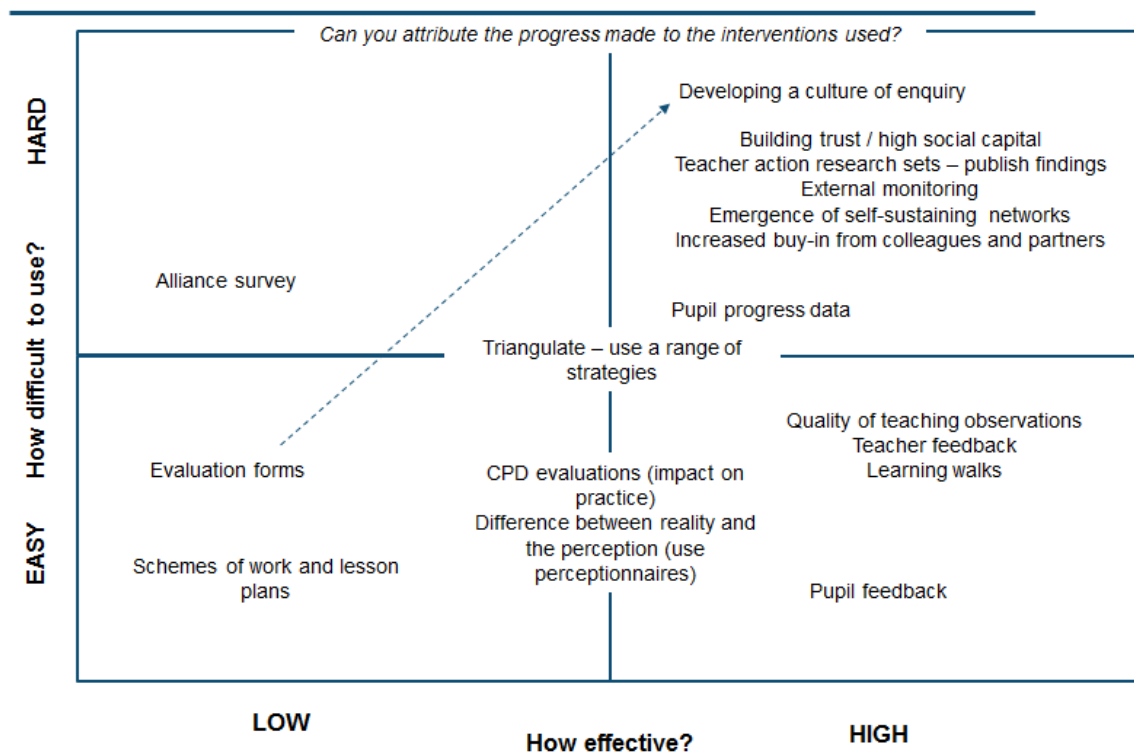 Can you attribute the progress made to the interventions used?
HARD
Developing a culture of enquiry
Building trust / high social capital
Teacher action research sets – publish findings
External monitoring
Emergence of self-sustaining networks
Increased buy-in from colleagues and partners
Alliance survey
Pupil progress data
How difficult to use?
Triangulate – use a range of
strategies
Quality of teaching observations
Teacher feedback
Learning walks
Evaluation forms
CPD evaluations (impact on
practice)
Difference between reality and
the perception (use
perceptionnaires)
EASY
Schemes of work and lesson
plans
Pupil feedback
LOW
How effective?
HIGH